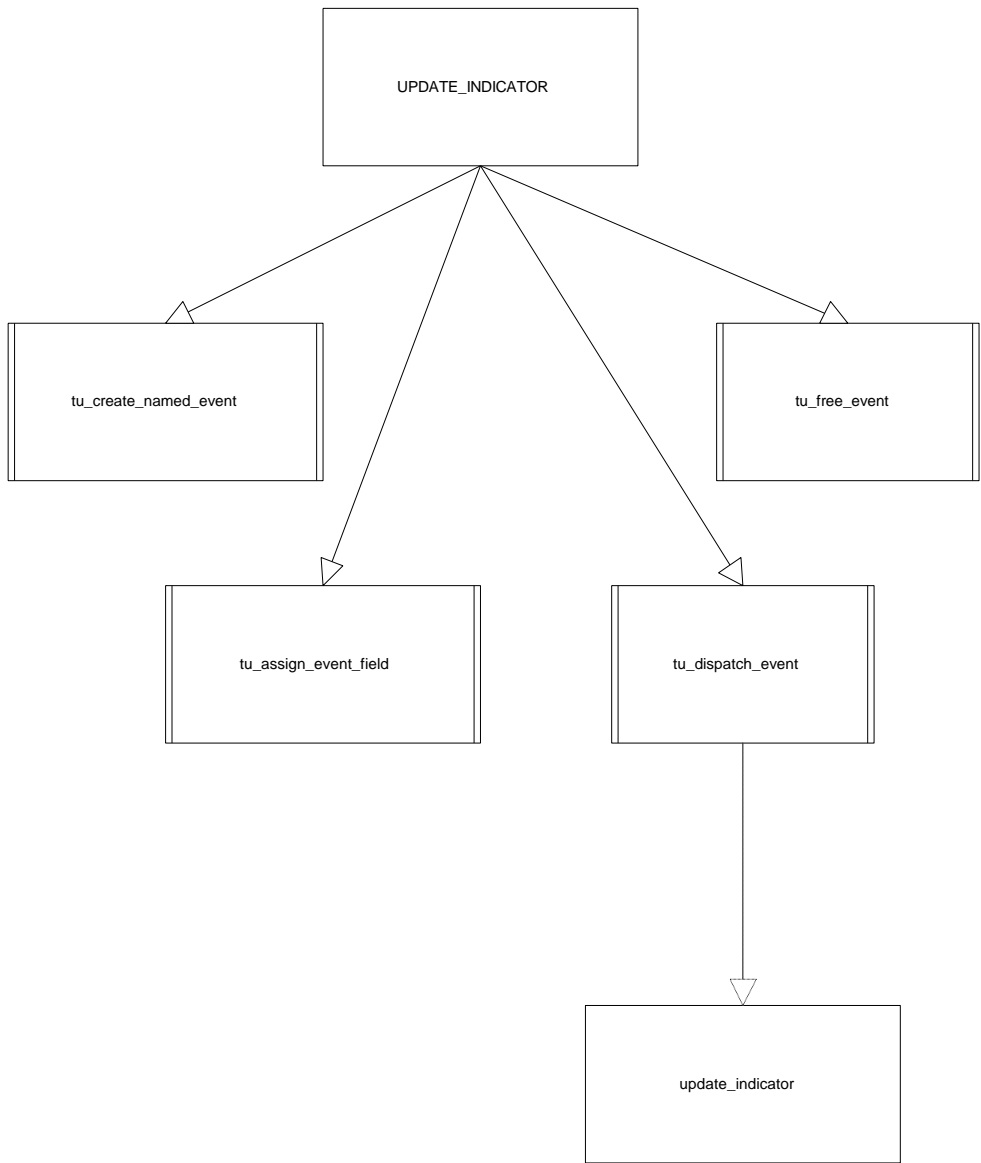 UPDATE_INDICATOR
tu_create_named_event
tu_free_event
tu_assign_event_field
tu_dispatch_event
update_indicator